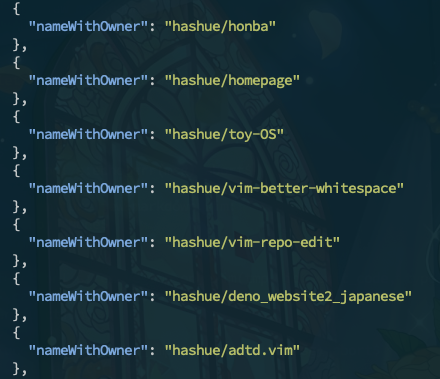 {
"nameWithOwner": "hashue/honba"
},
{
"nameWithOwner": "hashue/homepage"
},
{
"nameWithOwner": "hashue/toy-OS"
},
{
"nameWithOwner": "hashue/vim-better-whitespace"
},
{
"nameWithOwner": "hashue/vim-repo-edit"
},
{
"nameWithOwner": "hashue/deno_website2_japanese"
},
{
"nameWithOwner": "hashue/adtd.vim"
},